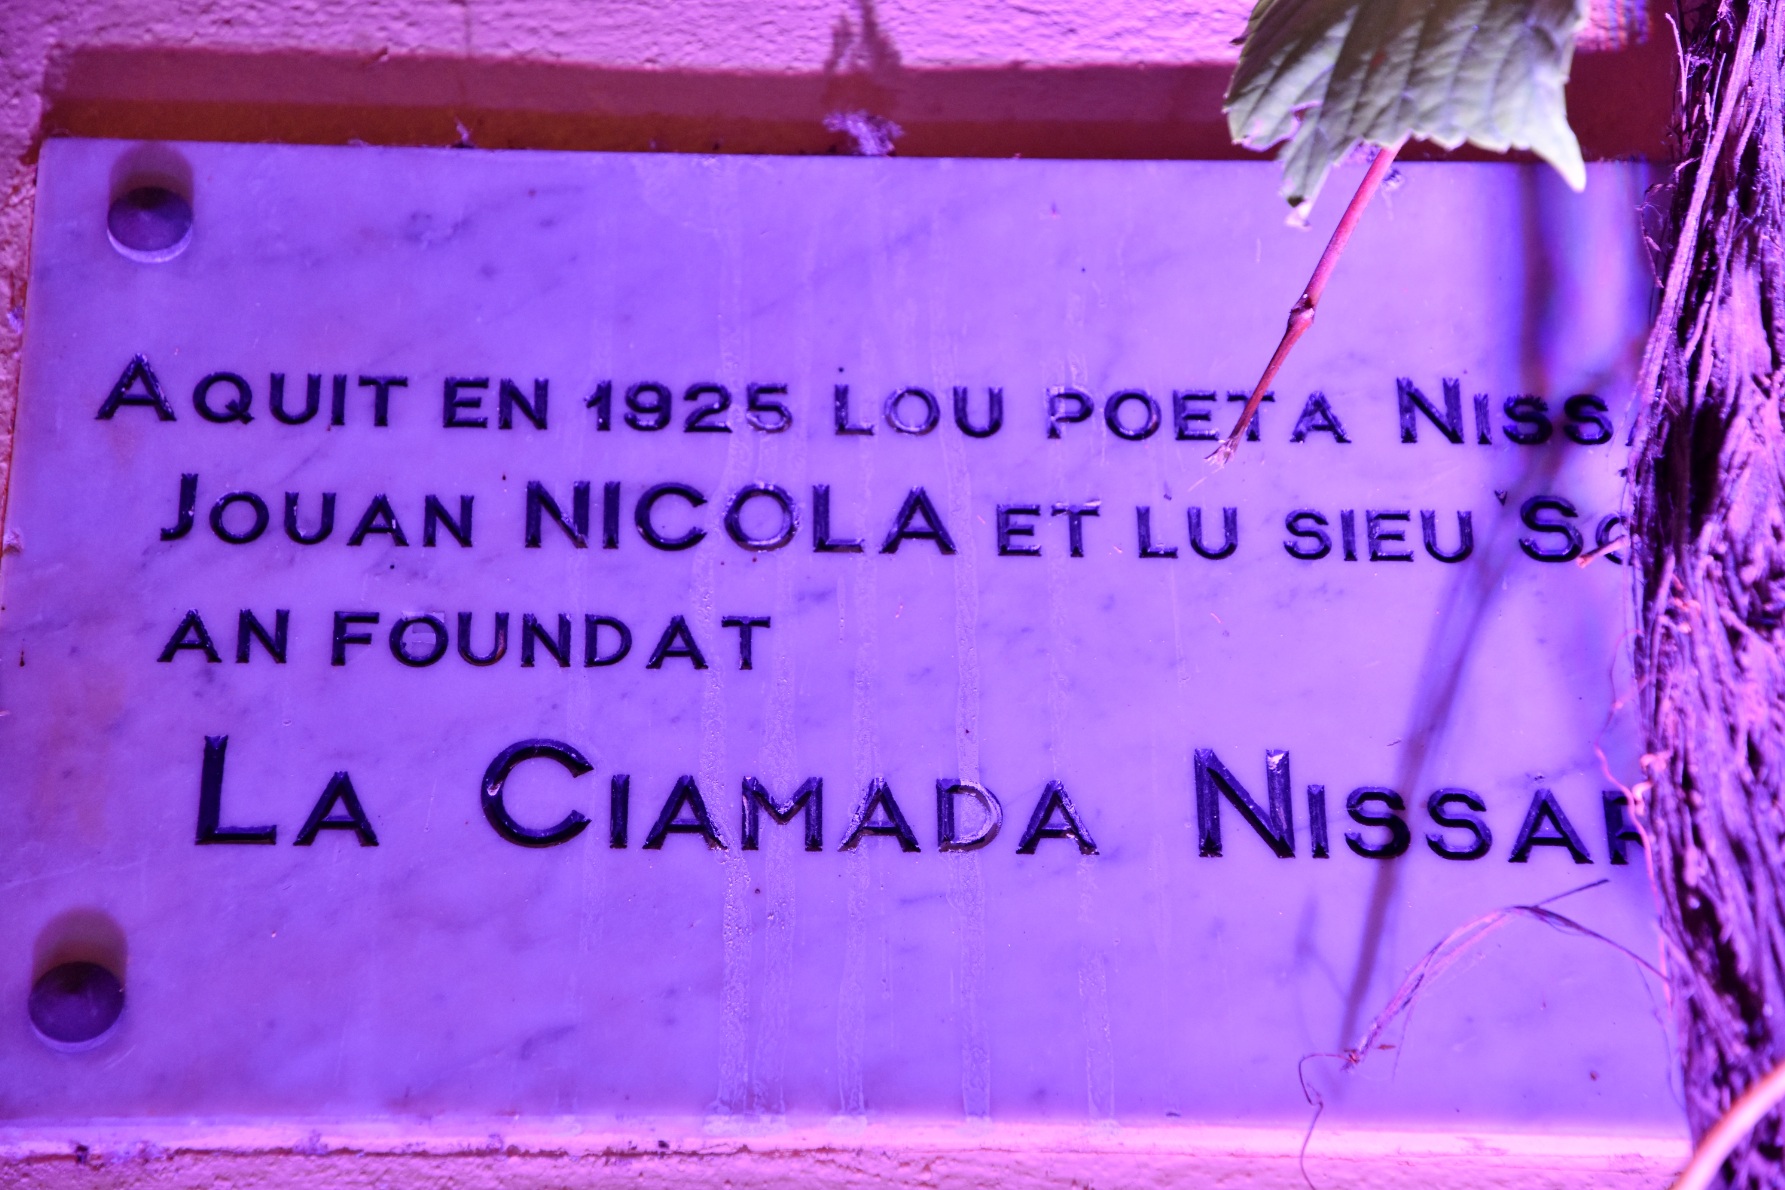 AQUIT EN 1925 LOU POETA
JOUAN NICOLA ET LU SIEU
AN FOUNDAT
LA CIAMADA